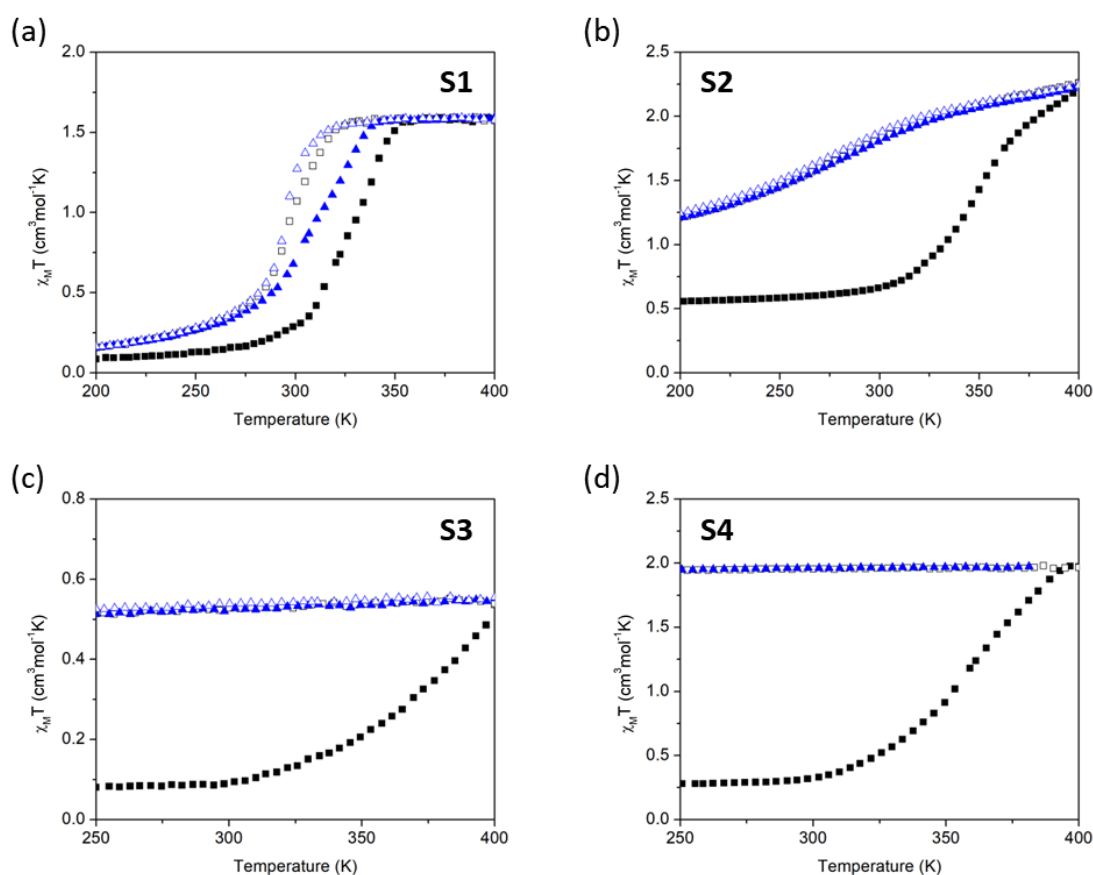 (a)
S1
2.0
1.5
1.0
0.5
0.0
χMT (cm³mol⁻¹K)
200 250 300 350 400
Temperature (K)
(b)
S2
2.5
2.0
1.5
1.0
0.5
0.0
χMT (cm³mol⁻¹K)
200 250 300 350 400
Temperature (K)
(c)
S3
0.8
0.6
0.4
0.2
0.0
χMT (cm³mol⁻¹K)
250 300 350 400
Temperature (K)
(d)
S4
2.5
2.0
1.5
1.0
0.5
0.0
χMT (cm³mol⁻¹K)
250 300 350 400
Temperature (K)